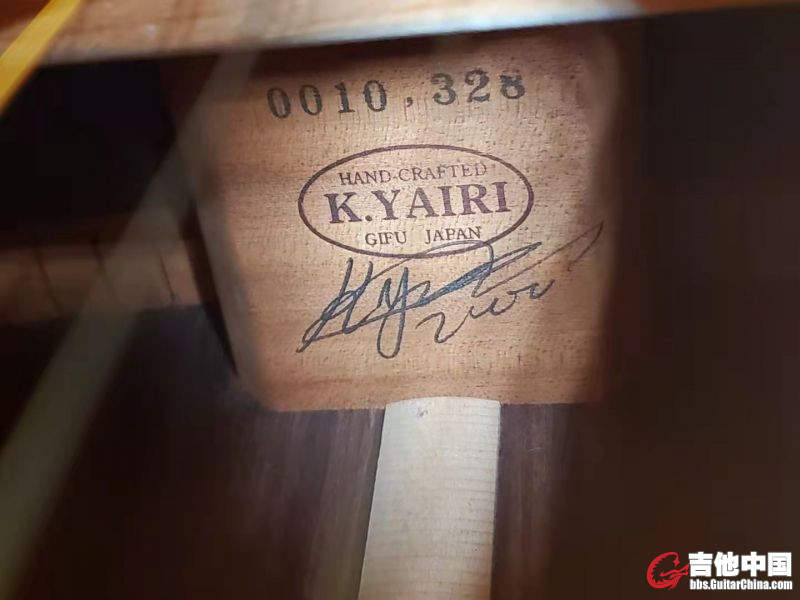 0010,328
HAND-CRAFTED
K.YAIRI
GIFU JAPAN
吉他中国
bbs.GuitarChina.com